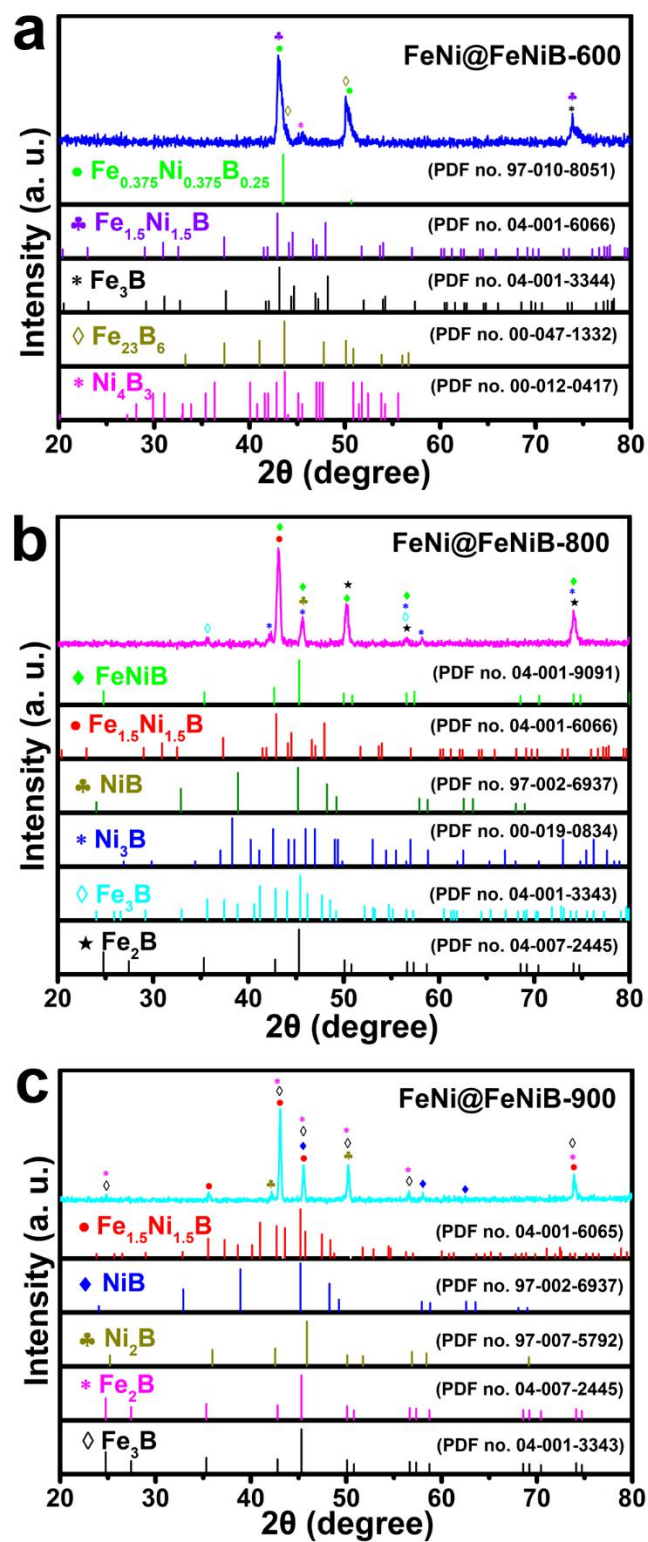 a
FeNi@FeNiB-600
Intensity (a. u.)
● Fe0.375Ni0.375B0.25 (PDF no. 97-010-8051)
♣ Fe1.5Ni1.5B (PDF no. 04-001-6066)
* Fe3B (PDF no. 04-001-3344)
◊ Fe23B6 (PDF no. 00-047-1332)
* Ni4B3 (PDF no. 00-012-0417)
20 30 40 50 60 70 80
2θ (degree)
b
FeNi@FeNiB-800
Intensity (a. u.)
♦ FeNiB (PDF no. 04-001-9091)
● Fe1.5Ni1.5B (PDF no. 04-001-6066)
♣ NiB (PDF no. 97-002-6937)
* Ni3B (PDF no. 00-019-0834)
◊ Fe3B (PDF no. 04-001-3343)
★ Fe2B (PDF no. 04-007-2445)
20 30 40 50 60 70 80
2θ (degree)
c
FeNi@FeNiB-900
Intensity (a. u.)
● Fe1.5Ni1.5B (PDF no. 04-001-6065)
♦ NiB (PDF no. 97-002-6937)
♣ Ni2B (PDF no. 97-007-5792)
* Fe2B (PDF no. 04-007-2445)
◊ Fe3B (PDF no. 04-001-3343)
20 30 40 50 60 70 80
2θ (degree)